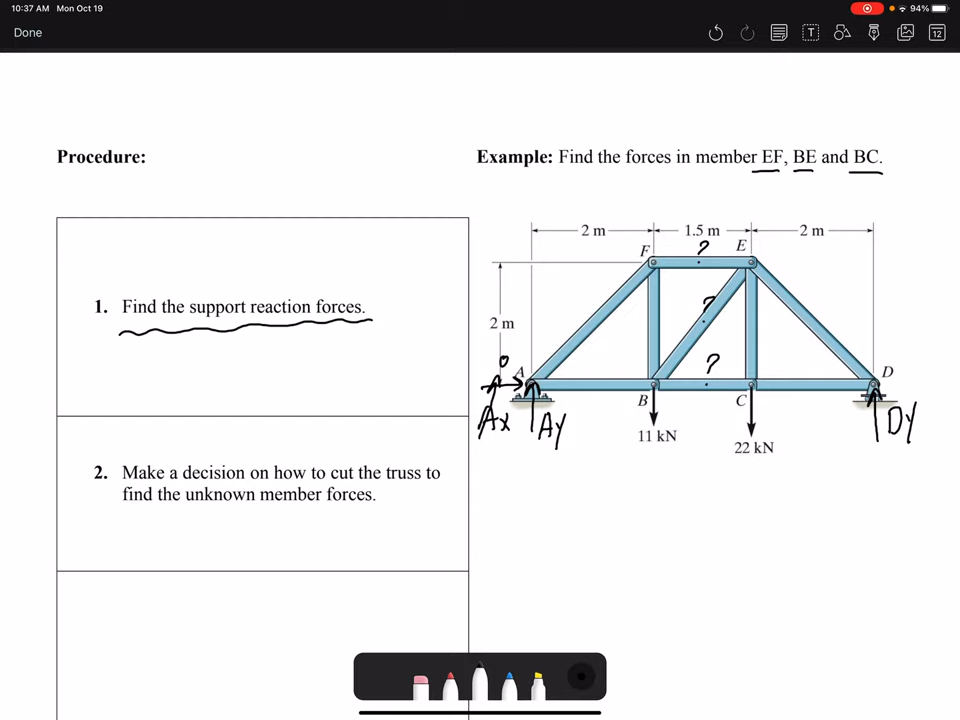 10:37 AM Mon Oct 19
94%
Done
T
12
Procedure:
Example: Find the forces in member EF, BE and BC.
1. Find the support reaction forces.
2. Make a decision on how to cut the truss to
find the unknown member forces.
2 m
1.5 m
2 m
F
?
E
2 m
?
?
0
A
D
B
C
Ax
Ay
Dy
11 kN
22 kN